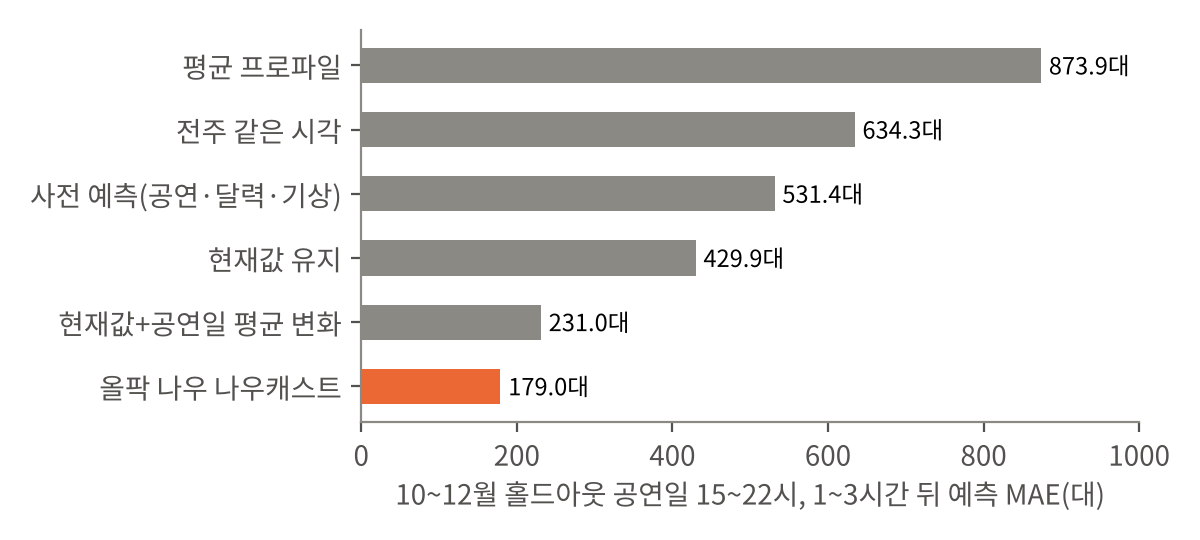 평균 프로파일
873.9대
전주 같은 시각
634.3대
사전 예측(공연·달력·기상)
531.4대
현재값 유지
429.9대
현재값+공연일 평균 변화
231.0대
올팍 나우 나우캐스트
179.0대
0 200 400 600 800 1000
10~12월 홀드아웃 공연일 15~22시, 1~3시간 뒤 예측 MAE(대)